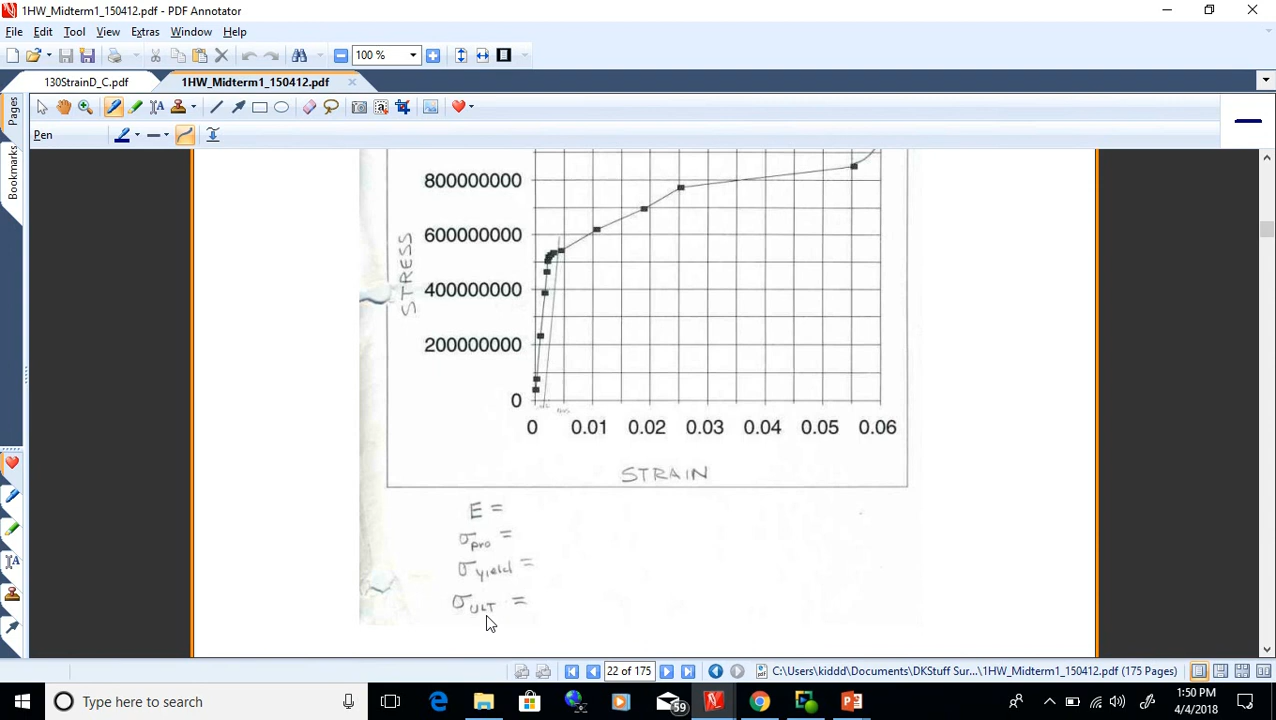 1HW_Midterm1_150412.pdf - PDF Annotator
File Edit Tool View Extras Window Help
100 %
130StrainD_C.pdf 1HW_Midterm1_150412.pdf
Pen
Pages
Bookmarks
800000000
600000000
400000000
200000000
0
STRESS
0 0.01 0.02 0.03 0.04 0.05 0.06
STRAIN
E =
σpro =
σyield =
σULT =
22 of 175
C:\Users\kiddd\Documents\DKStuff Sur...\1HW_Midterm1_150412.pdf (175 Pages)
Type here to search
59
1:50 PM
4/4/2018